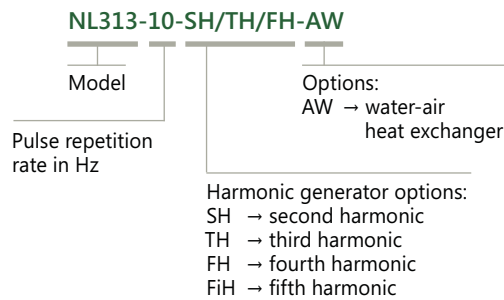 NL313-10-SH/TH/FH-AW
Model
Options:
AW → water-air
heat exchanger
Pulse repetition
rate in Hz
Harmonic generator options:
SH → second harmonic
TH → third harmonic
FH → fourth harmonic
FiH → fifth harmonic